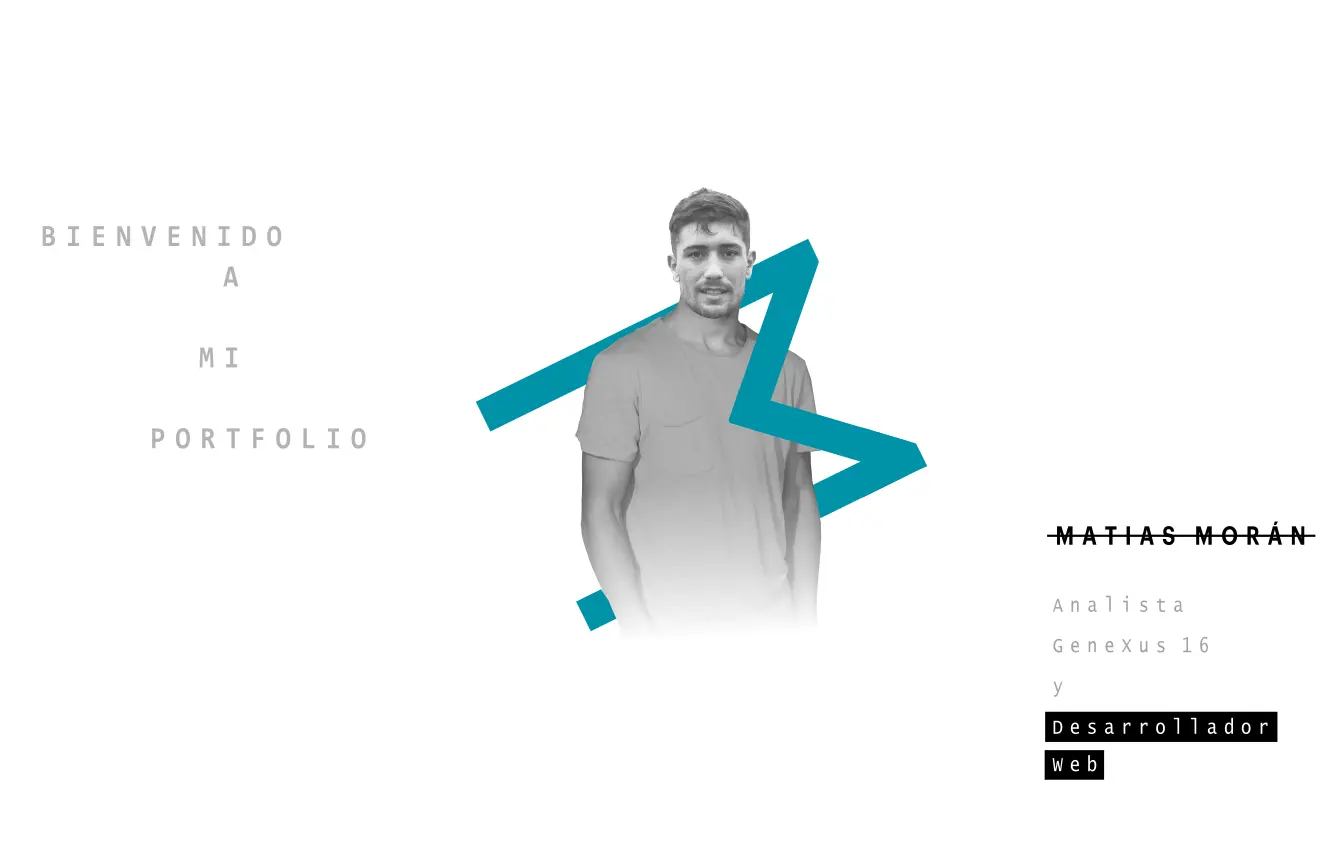 BIENVENIDO
A
MI
PORTFOLIO
MATIAS MORÁN
Analista
GeneXus 16
y
Desarrollador
Web